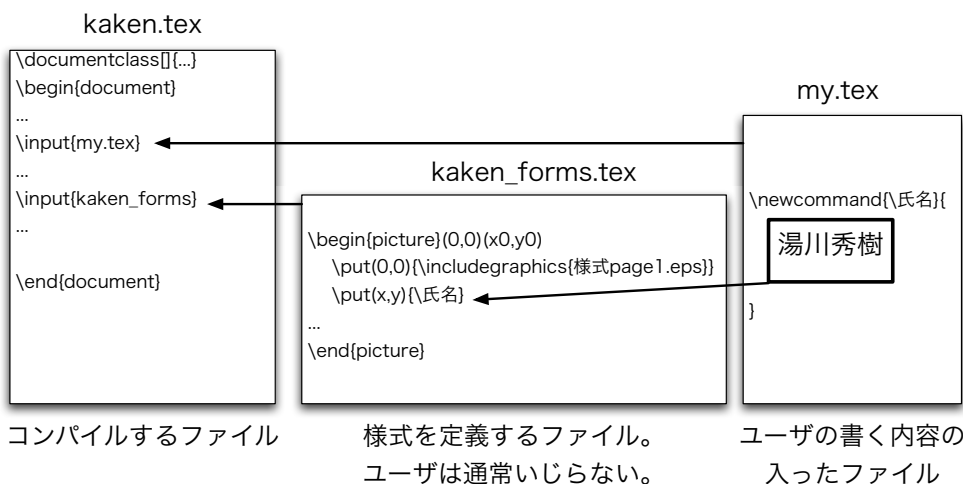 kaken.tex
\documentclass[]{...}
\begin{document}
...
\input{my.tex}
...
\input{kaken_forms}
...
\end{document}
コンパイルするファイル
kaken_forms.tex
\begin{picture}(0,0)(x0,y0)
\put(0,0){\includegraphics{様式page1.eps}}
\put(x,y){\氏名}
...
\end{picture}
様式を定義するファイル。
ユーザは通常いじらない。
my.tex
\newcommand{\氏名}{
湯川秀樹
}
ユーザの書く内容の
入ったファイル